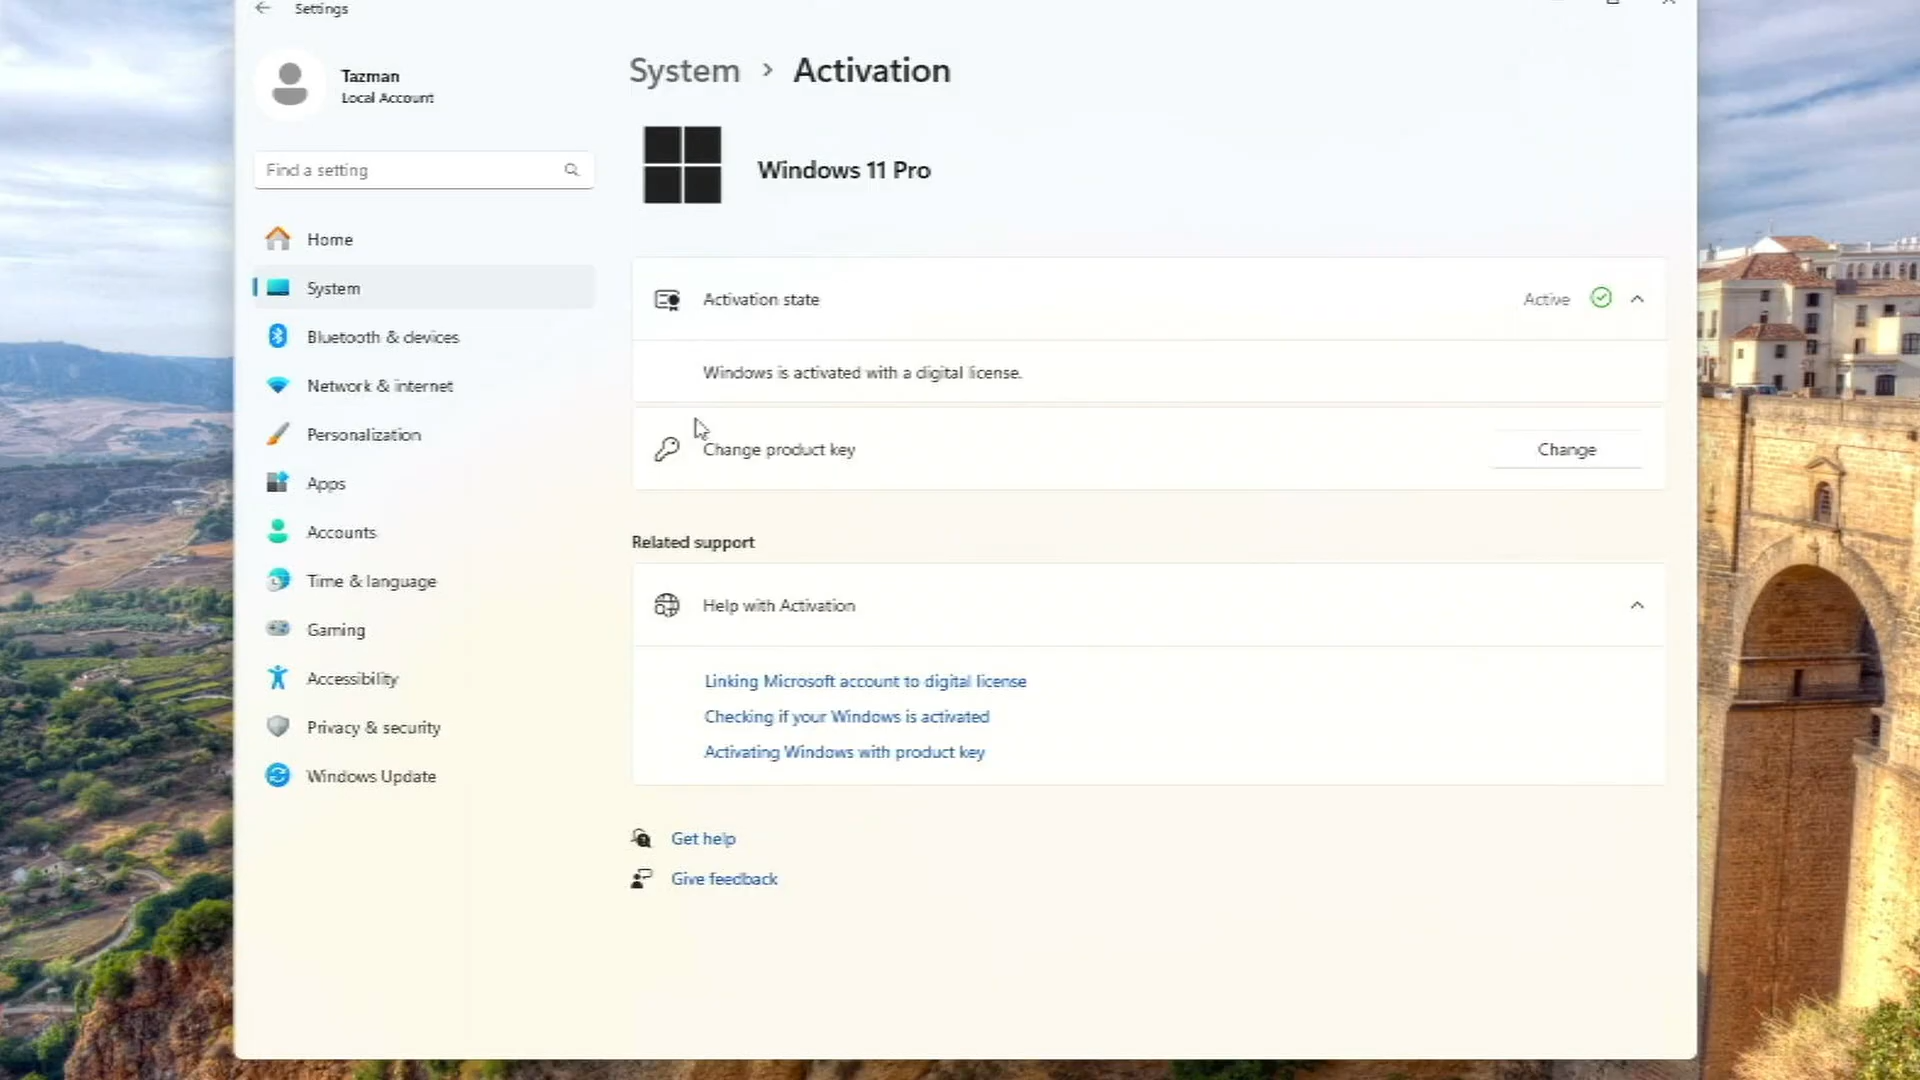 Settings
Tazman
Local Account
Find a setting
Home
System
Bluetooth & devices
Network & internet
Personalization
Apps
Accounts
Time & language
Gaming
Accessibility
Privacy & security
Windows Update
System > Activation
Windows 11 Pro
Activation state Active
Windows is activated with a digital license.
Change product key Change
Related support
Help with Activation
Linking Microsoft account to digital license
Checking if your Windows is activated
Activating Windows with product key
Get help
Give feedback